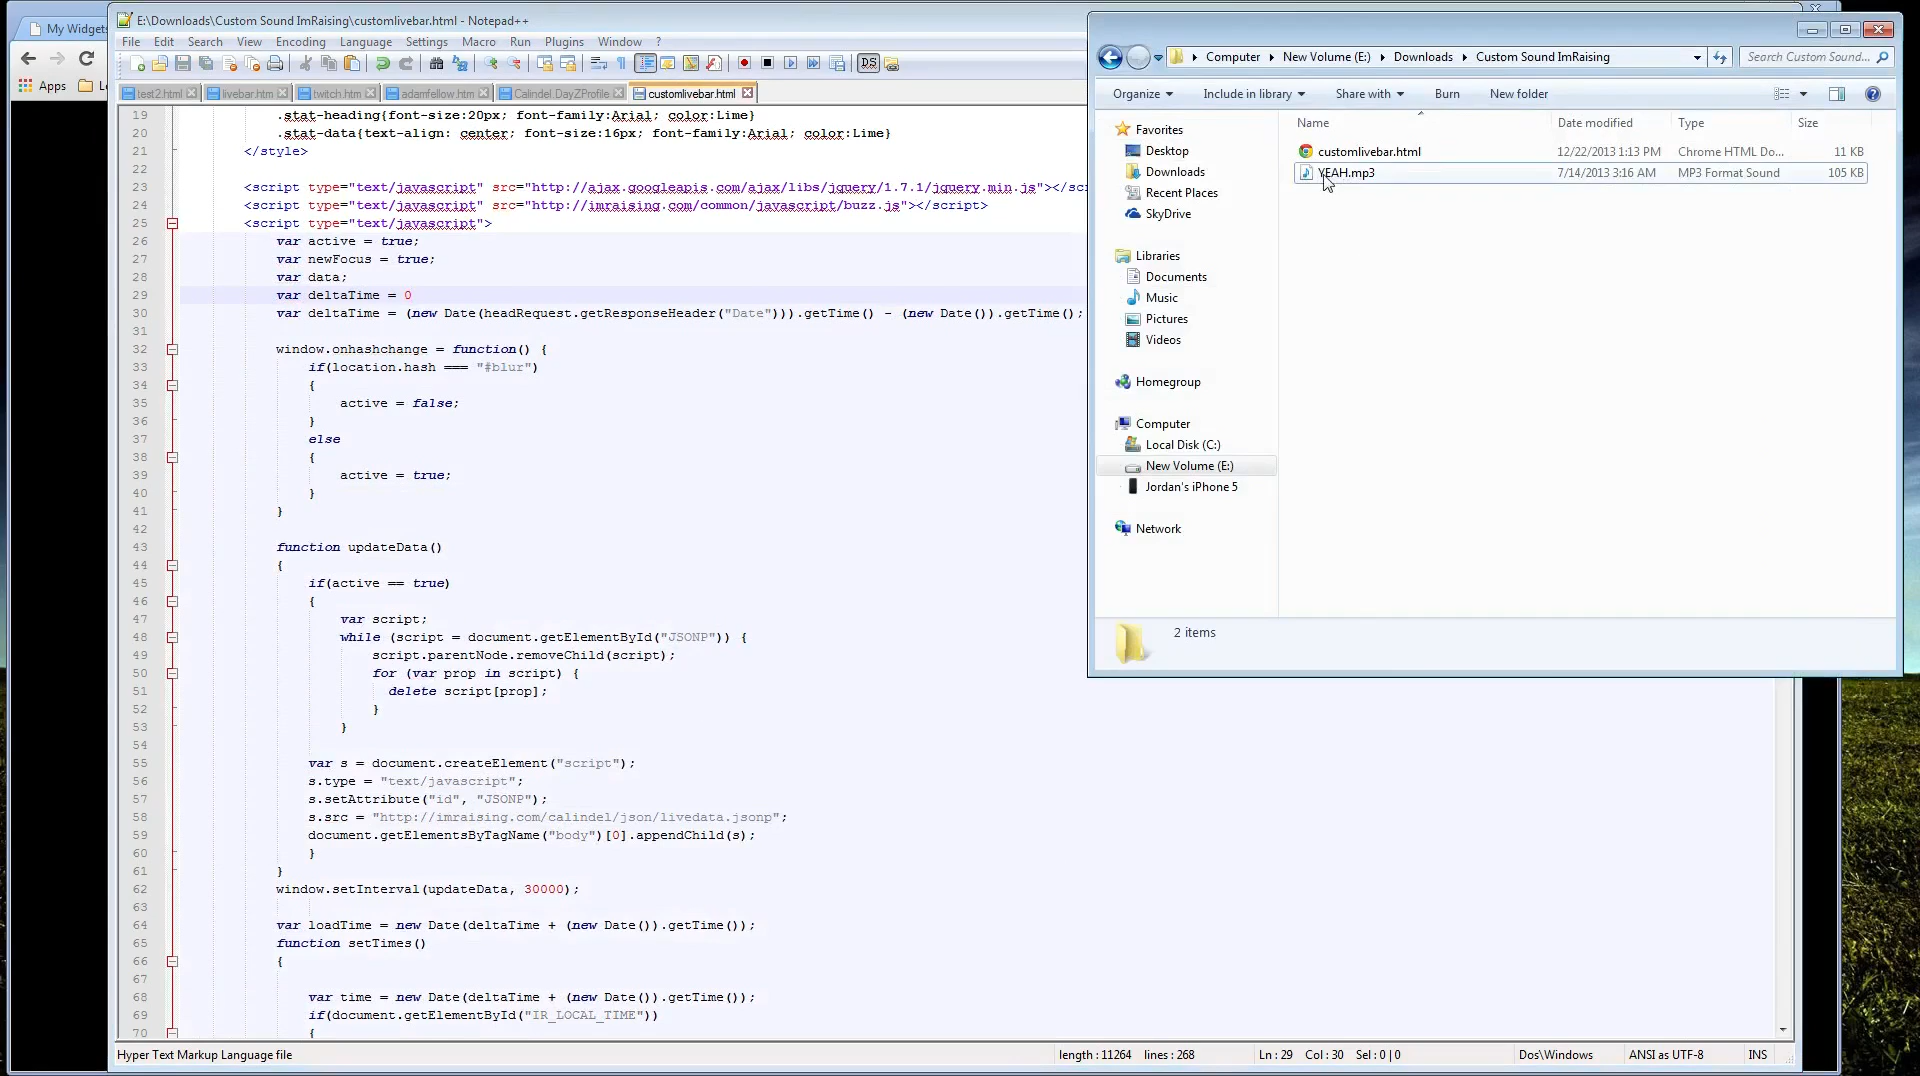 My Widgets
Apps
E:\Downloads\Custom Sound ImRaising\customlivebar.html - Notepad++
File Edit Search View Encoding Language Settings Macro Run Plugins Window ?
test2.html livebar.htm twitch.htm adamfellow.htm Calindel.DayZProfile customlivebar.html
19 .stat-heading{font-size:20px; font-family:Arial; color:Lime}
20 .stat-data{text-align: center; font-size:16px; font-family:Arial; color:Lime}
21 </style>
22
23 <script type="text/javascript" src="http://ajax.googleapis.com/ajax/libs/jquery/1.7.1/jquery.min.js"></scr
24 <script type="text/javascript" src="http://imraising.com/common/javascript/buzz.js"></script>
25 <script type="text/javascript">
26 var active = true;
27 var newFocus = true;
28 var data;
29 var deltaTime = 0
30 var deltaTime = (new Date(headRequest.getResponseHeader("Date"))).getTime() - (new Date()).getTime();
31
32 window.onhashchange = function() {
33 if(location.hash === "#blur")
34 {
35 active = false;
36 }
37 else
38 {
39 active = true;
40 }
41 }
42
43 function updateData()
44 {
45 if(active == true)
46 {
47 var script;
48 while (script = document.getElementById("JSONP")) {
49 script.parentNode.removeChild(script);
50 for (var prop in script) {
51 delete script[prop];
52 }
53 }
54
55 var s = document.createElement("script");
56 s.type = "text/javascript";
57 s.setAttribute("id", "JSONP");
58 s.src = "http://imraising.com/calindel/json/livedata.jsonp";
59 document.getElementsByTagName("body")[0].appendChild(s);
60 }
61 }
62 window.setInterval(updateData, 30000);
63
64 var loadTime = new Date(deltaTime + (new Date()).getTime());
65 function setTimes()
66 {
67
68 var time = new Date(deltaTime + (new Date()).getTime());
69 if(document.getElementById("IR_LOCAL_TIME"))
70 {
Hyper Text Markup Language file length : 11264 lines : 268 Ln : 29 Col : 30 Sel : 0 | 0 Dos\Windows ANSI as UTF-8 INS
Computer New Volume (E:) Downloads Custom Sound ImRaising Search Custom Sound...
Organize Include in library Share with Burn New folder
Name Date modified Type Size
customlivebar.html 12/22/2013 1:13 PM Chrome HTML Do... 11 KB
YEAH.mp3 7/14/2013 3:16 AM MP3 Format Sound 105 KB
Favorites
Desktop
Downloads
Recent Places
SkyDrive
Libraries
Documents
Music
Pictures
Videos
Homegroup
Computer
Local Disk (C:)
New Volume (E:)
Jordan's iPhone 5
Network
2 items